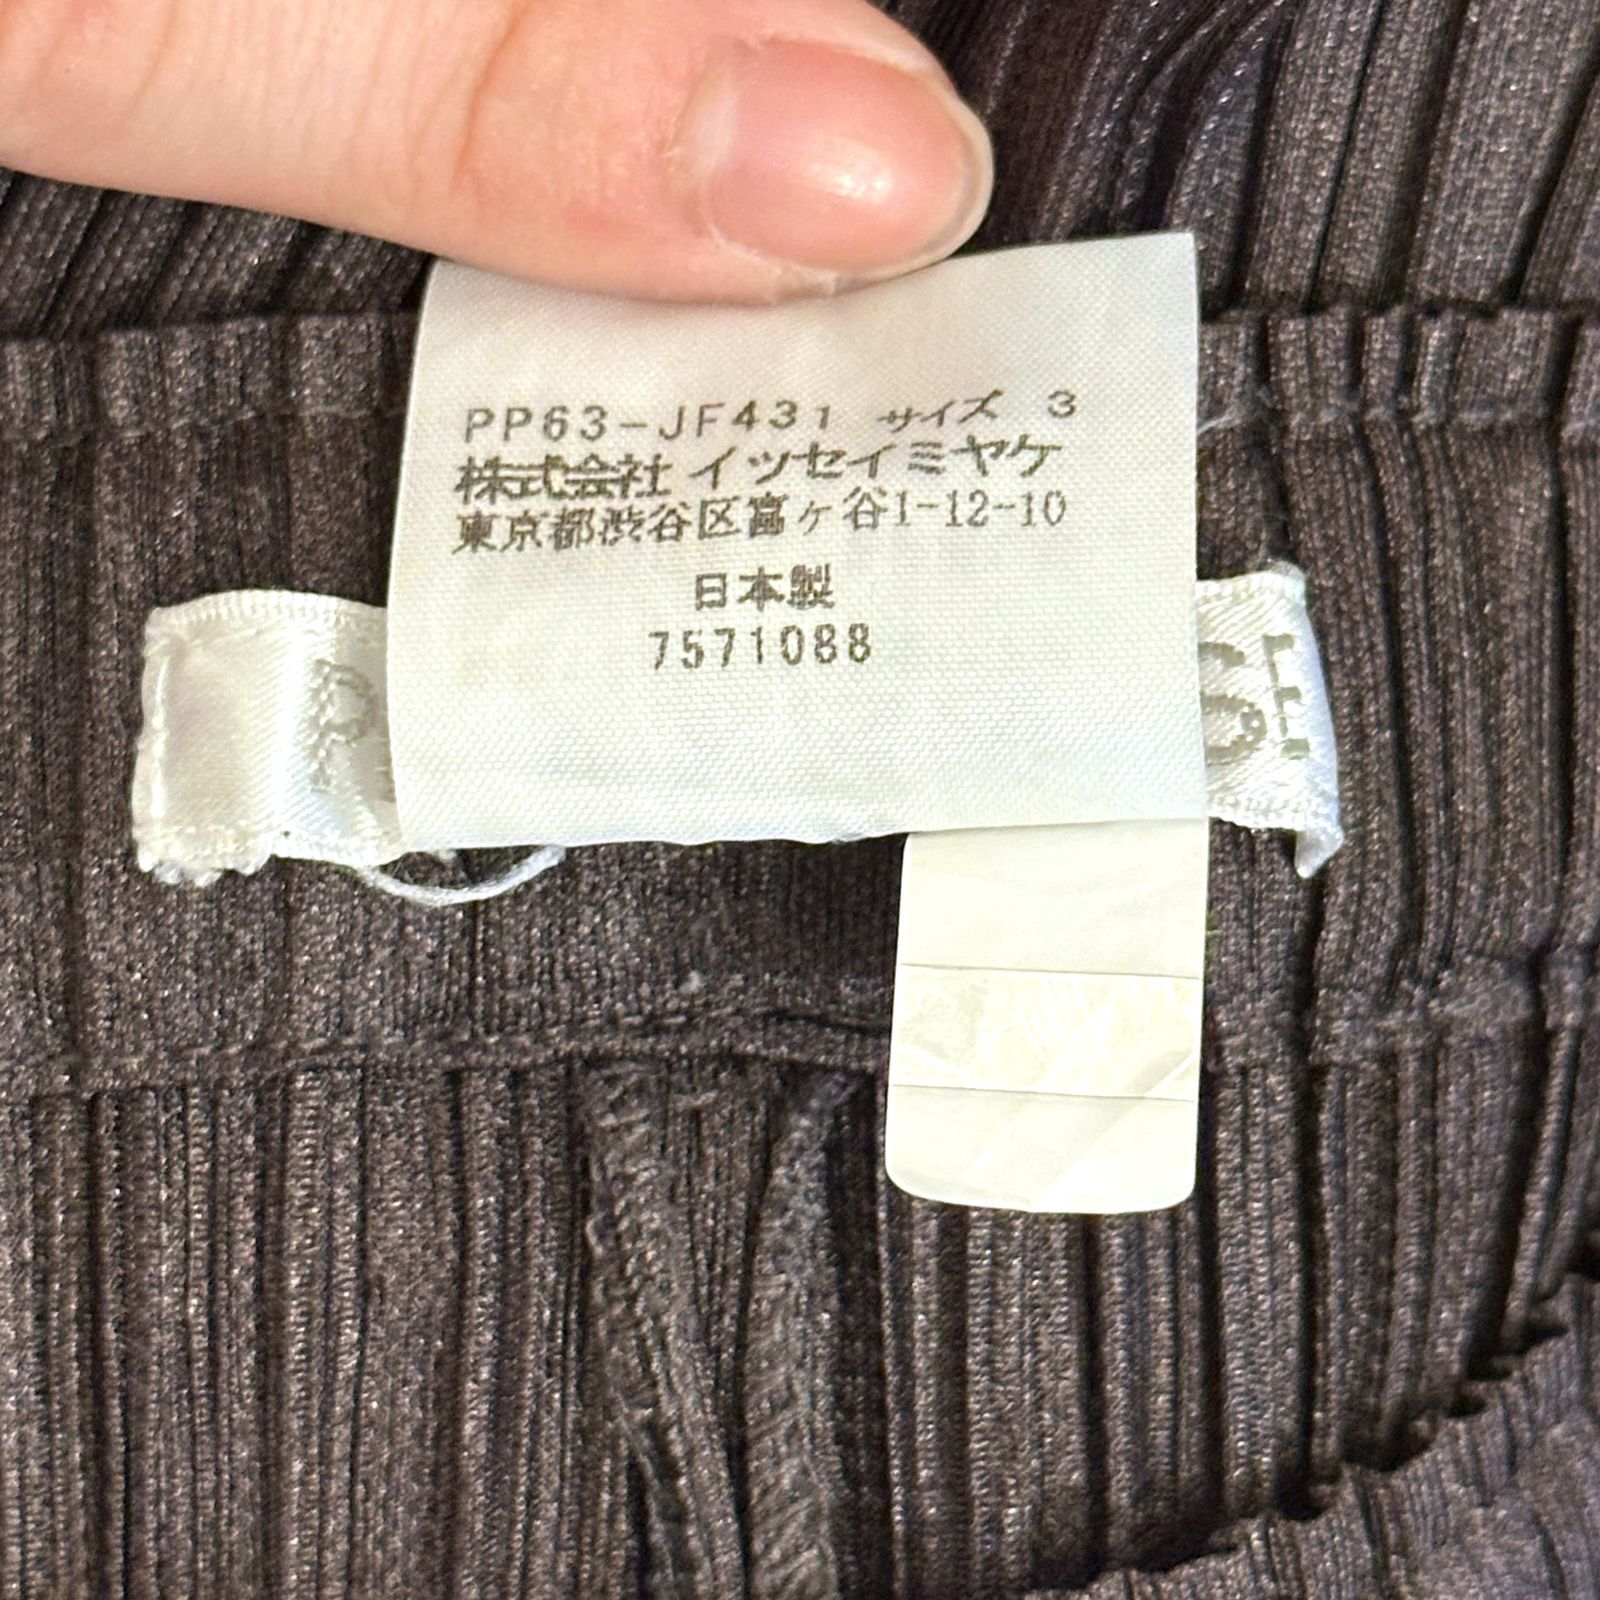 PP63-JF431 サイズ 3
株式会社 イッセイミヤケ
東京都渋谷区富ヶ谷1-12-10
日本製
7571088